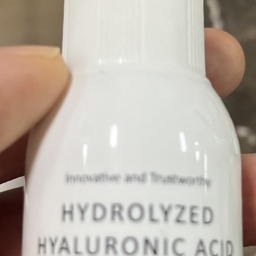 Innovative and Trustworthy
HYDROLYZED
HYALURONIC ACID